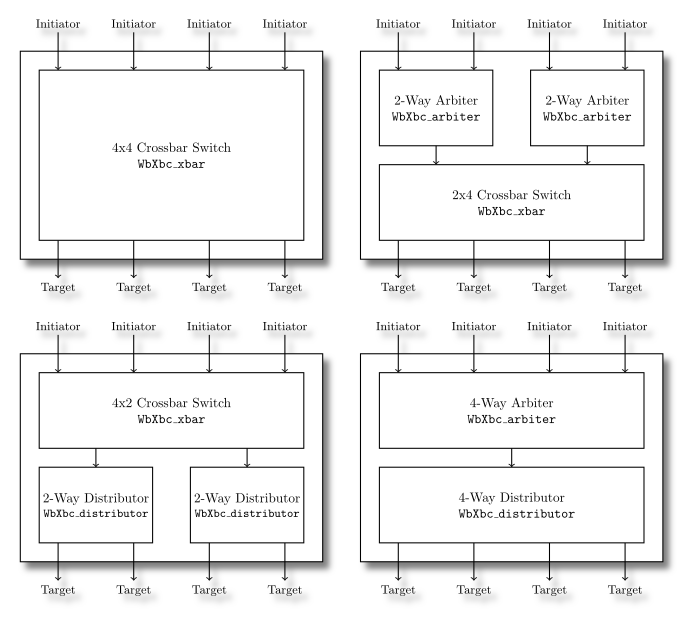 Initiator Initiator Initiator Initiator
4x4 Crossbar Switch
WbXbc_xbar
Target Target Target Target
Initiator Initiator Initiator Initiator
2-Way Arbiter 2-Way Arbiter
WbXbc_arbiter WbXbc_arbiter
2x4 Crossbar Switch
WbXbc_xbar
Target Target Target Target
Initiator Initiator Initiator Initiator
4x2 Crossbar Switch
WbXbc_xbar
2-Way Distributor 2-Way Distributor
WbXbc_distributor WbXbc_distributor
Target Target Target Target
Initiator Initiator Initiator Initiator
4-Way Arbiter
WbXbc_arbiter
4-Way Distributor
WbXbc_distributor
Target Target Target Target